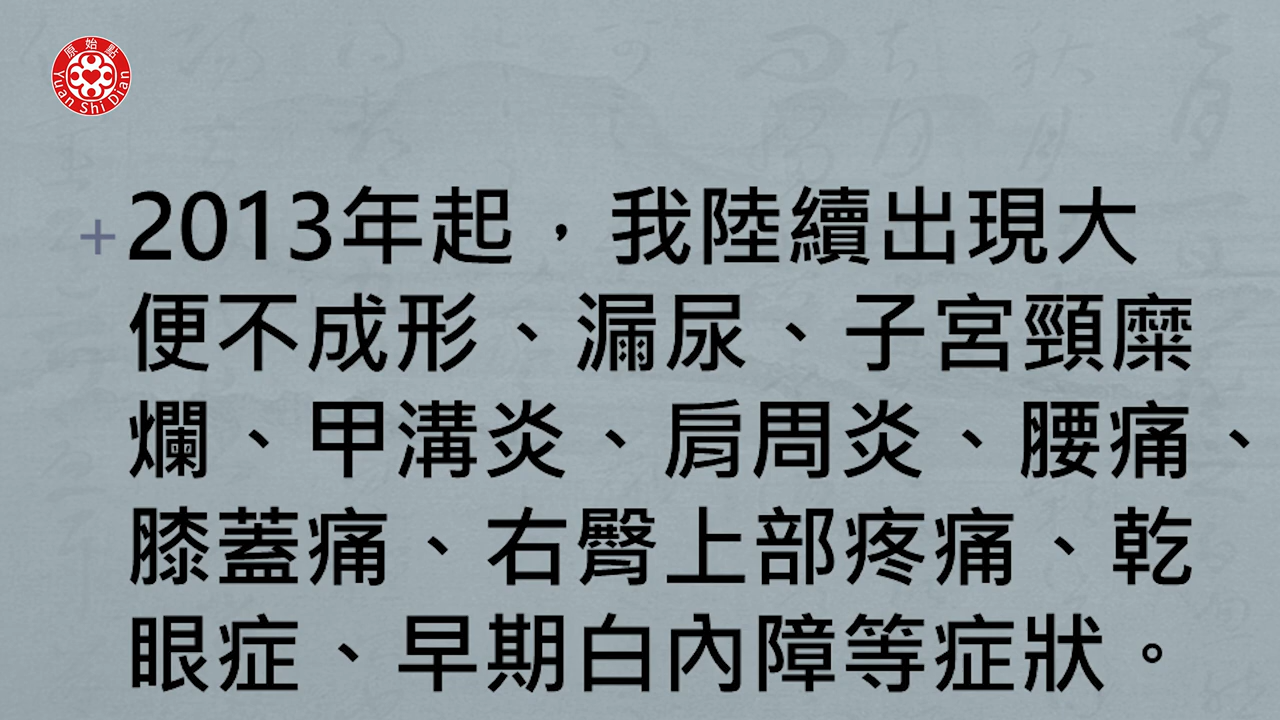 原始點
Yuan Shi Dian
+2013年起，我陸續出現大
便不成形、漏尿、子宮頸糜
爛、甲溝炎、肩周炎、腰痛、
膝蓋痛、右臀上部疼痛、乾
眼症、早期白內障等症狀。